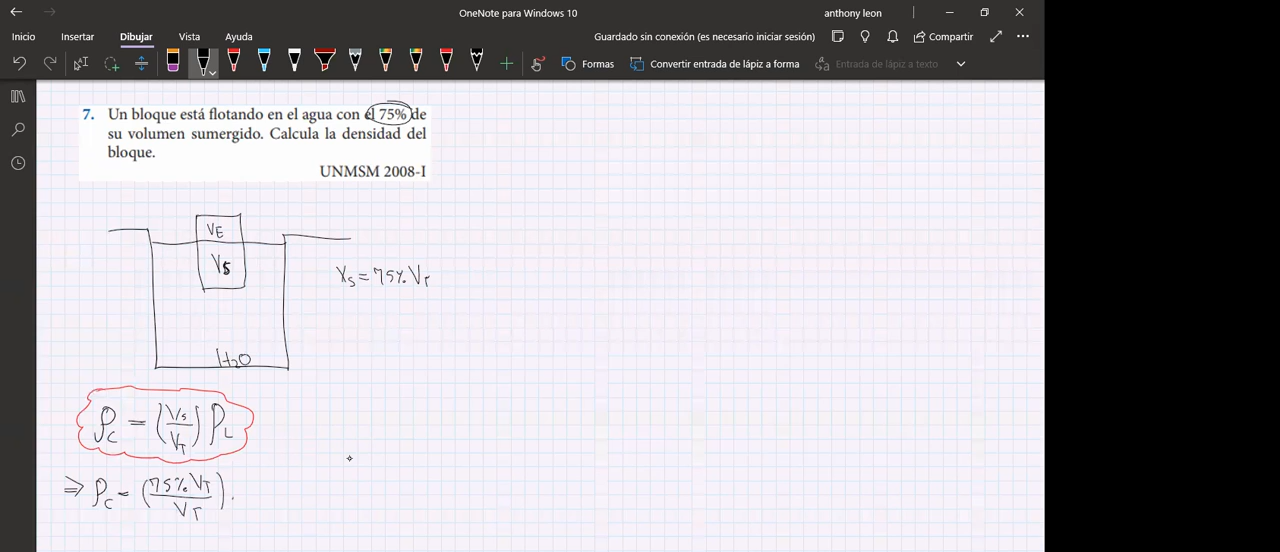 OneNote para Windows 10
anthony leon
Inicio Insertar Dibujar Vista Ayuda
Guardado sin conexión (es necesario iniciar sesión)
Compartir
Formas
Convertir entrada de lápiz a forma
Entrada de lápiz a texto
7. Un bloque está flotando en el agua con el 75% de
su volumen sumergido. Calcula la densidad del
bloque.
UNMSM 2008-I
VE
VS
VS = 75% VT
H2O
ρC = (VS/VT) ρL
⇒ ρC = (75% VT/VT) .